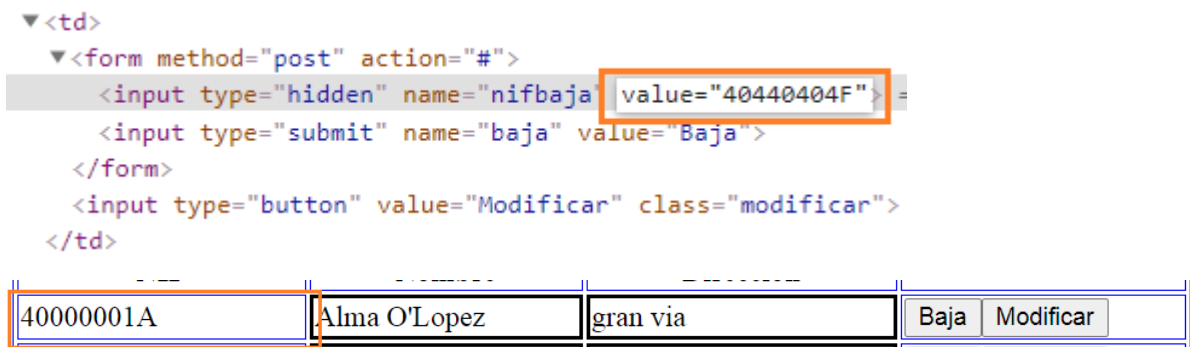 ▼<td>
▼<form method="post" action="#">
<input type="hidden" name="nifbaja" value="40440404F"> =
<input type="submit" name="baja" value="Baja">
</form>
<input type="button" value="Modificar" class="modificar">
</td>
40000001A Alma O'Lopez gran via Baja Modificar